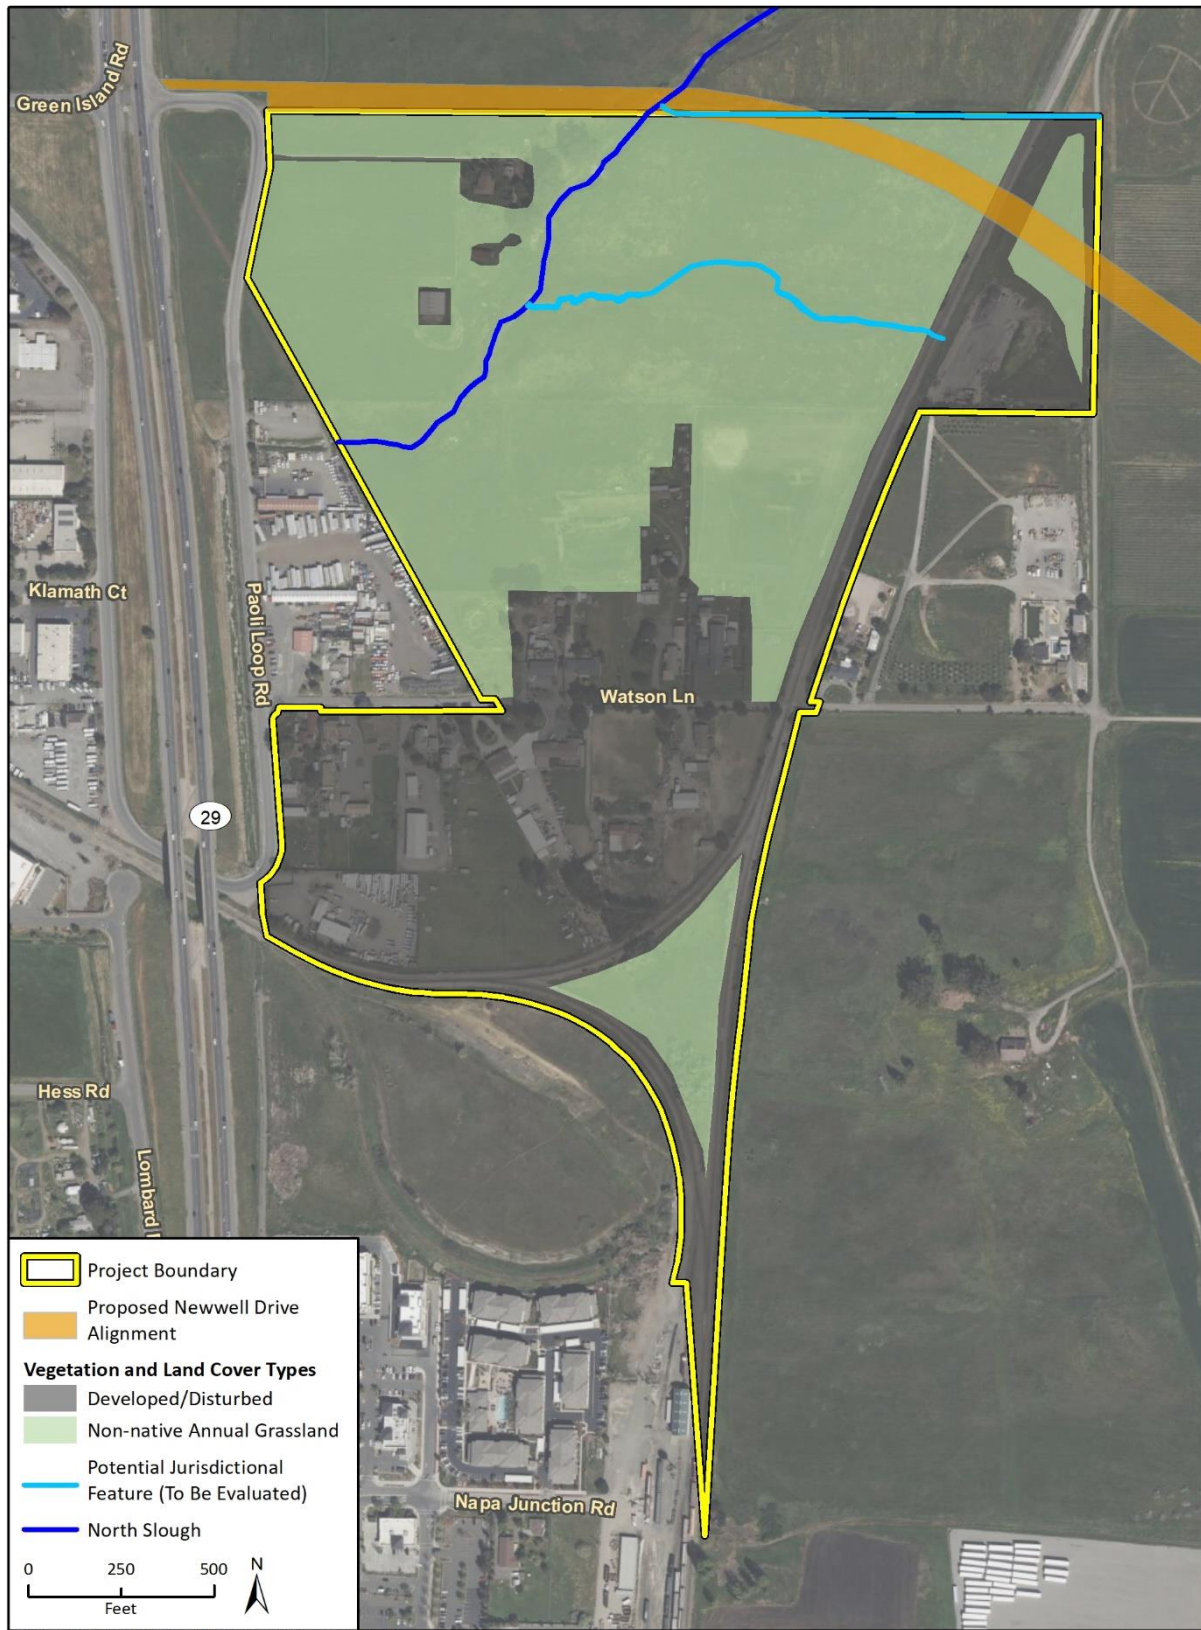 Green Island Rd
Klamath Ct
Paoli Loop Rd
Watson Ln
29
Hess Rd
Lombard
Napa Junction Rd
Project Boundary
Proposed Newwell Drive
Alignment
Vegetation and Land Cover Types
Developed/Disturbed
Non-native Annual Grassland
Potential Jurisdictional
Feature (To Be Evaluated)
North Slough
0 250 500
Feet
N